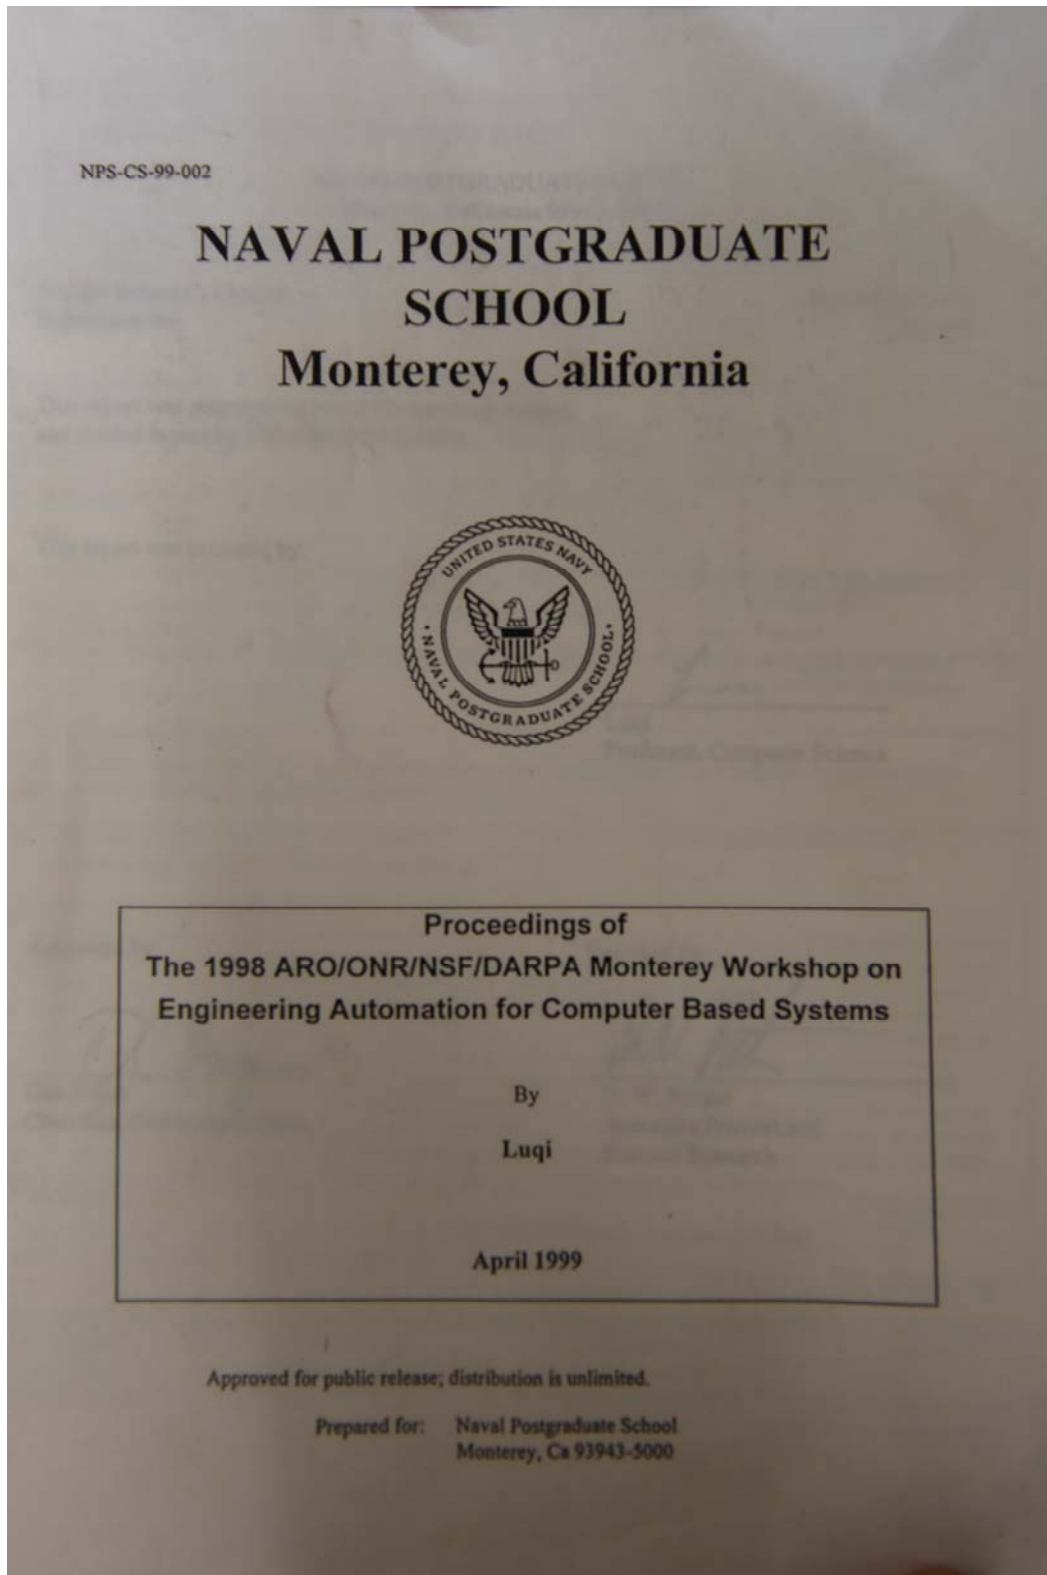 NPS-CS-99-002
NAVAL POSTGRADUATE
SCHOOL
Monterey, California
UNITED STATES NAVY
· NAVAL POSTGRADUATE SCHOOL ·
Proceedings of
The 1998 ARO/ONR/NSF/DARPA Monterey Workshop on
Engineering Automation for Computer Based Systems
By
Luqi
April 1999
Approved for public release; distribution is unlimited.
Prepared for: Naval Postgraduate School
Monterey, Ca 93943-5000